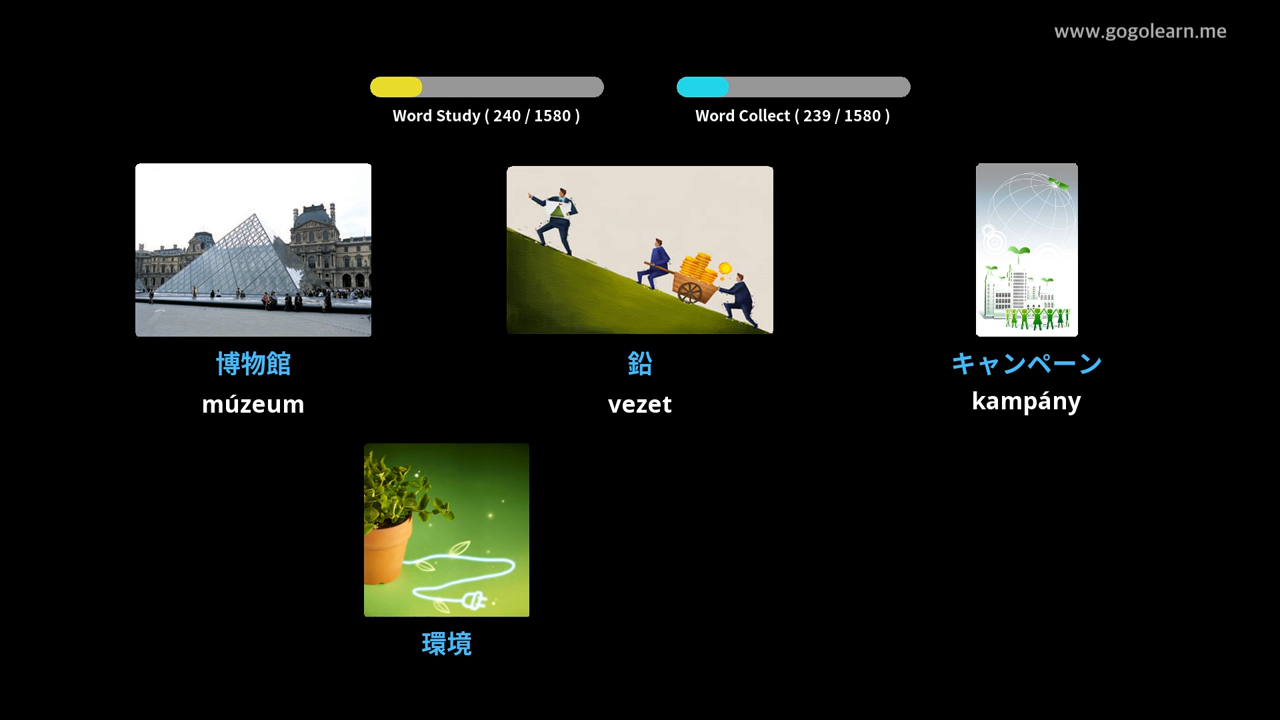 www.gogolearn.me
Word Study ( 240 / 1580 )
Word Collect ( 239 / 1580 )
博物館
múzeum
鉛
vezet
キャンペーン
kampány
環境